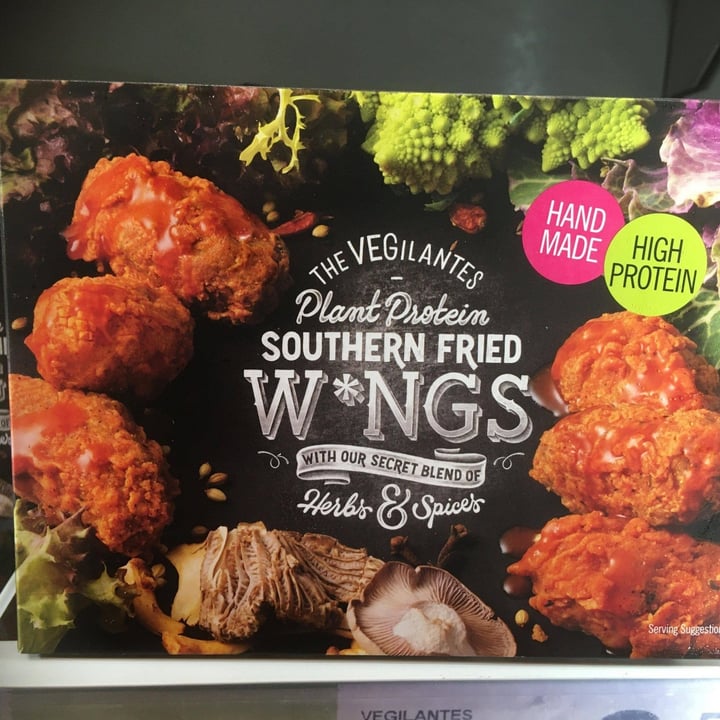 THE VEGILANTES
Plant Protein
SOUTHERN FRIED
W*NGS
WITH OUR SECRET BLEND OF
Herbs & Spices
HAND
MADE
HIGH
PROTEIN
Serving Suggestion
VEGILANTES